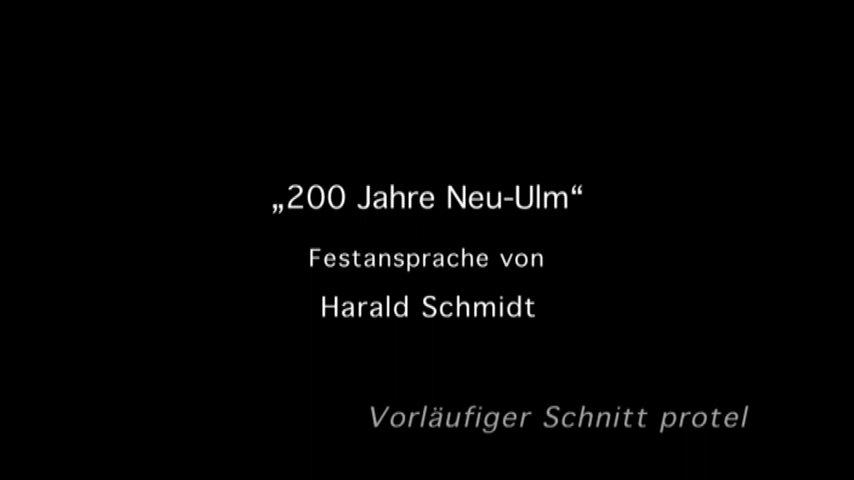 „200 Jahre Neu-Ulm“
Festansprache von
Harald Schmidt
Vorläufiger Schnitt protel